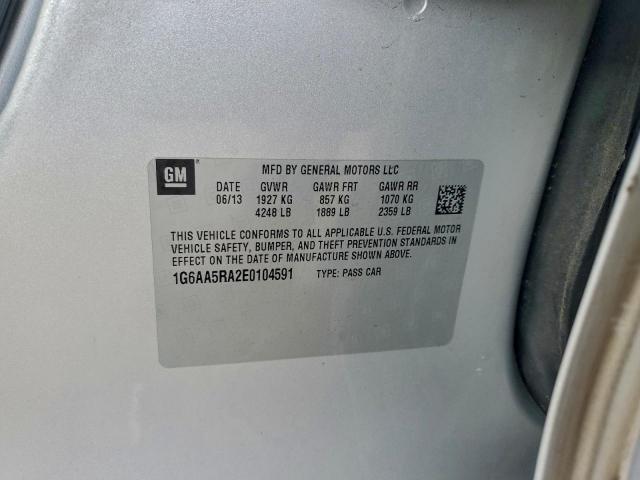 GM
MFD BY GENERAL MOTORS LLC
DATE GVWR GAWR FRT GAWR RR
06/13 1927 KG 857 KG 1070 KG
4248 LB 1889 LB 2359 LB
THIS VEHICLE CONFORMS TO ALL APPLICABLE U.S. FEDERAL MOTOR
VEHICLE SAFETY, BUMPER, AND THEFT PREVENTION STANDARDS IN
EFFECT ON THE DATE OF MANUFACTURE SHOWN ABOVE.
1G6AA5RA2E0104591 TYPE: PASS CAR